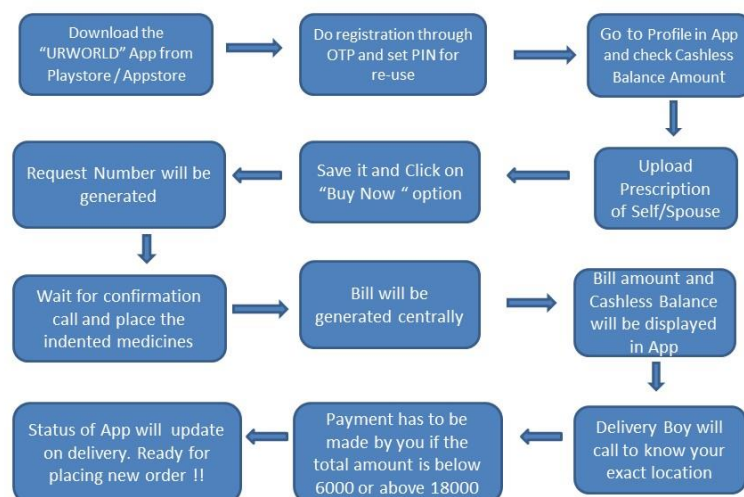 Download the
“URWORLD” App from
Playstore / Appstore
Do registration through
OTP and set PIN for
re-use
Go to Profile in App
and check Cashless
Balance Amount
Upload
Prescription
of Self/Spouse
Save it and Click on
“Buy Now “ option
Request Number will be
generated
Wait for confirmation
call and place the
indented medicines
Bill will be
generated centrally
Bill amount and
Cashless Balance
will be displayed
in App
Delivery Boy will
call to know your
exact location
Payment has to be
made by you if the
total amount is below
6000 or above 18000
Status of App will update
on delivery. Ready for
placing new order !!